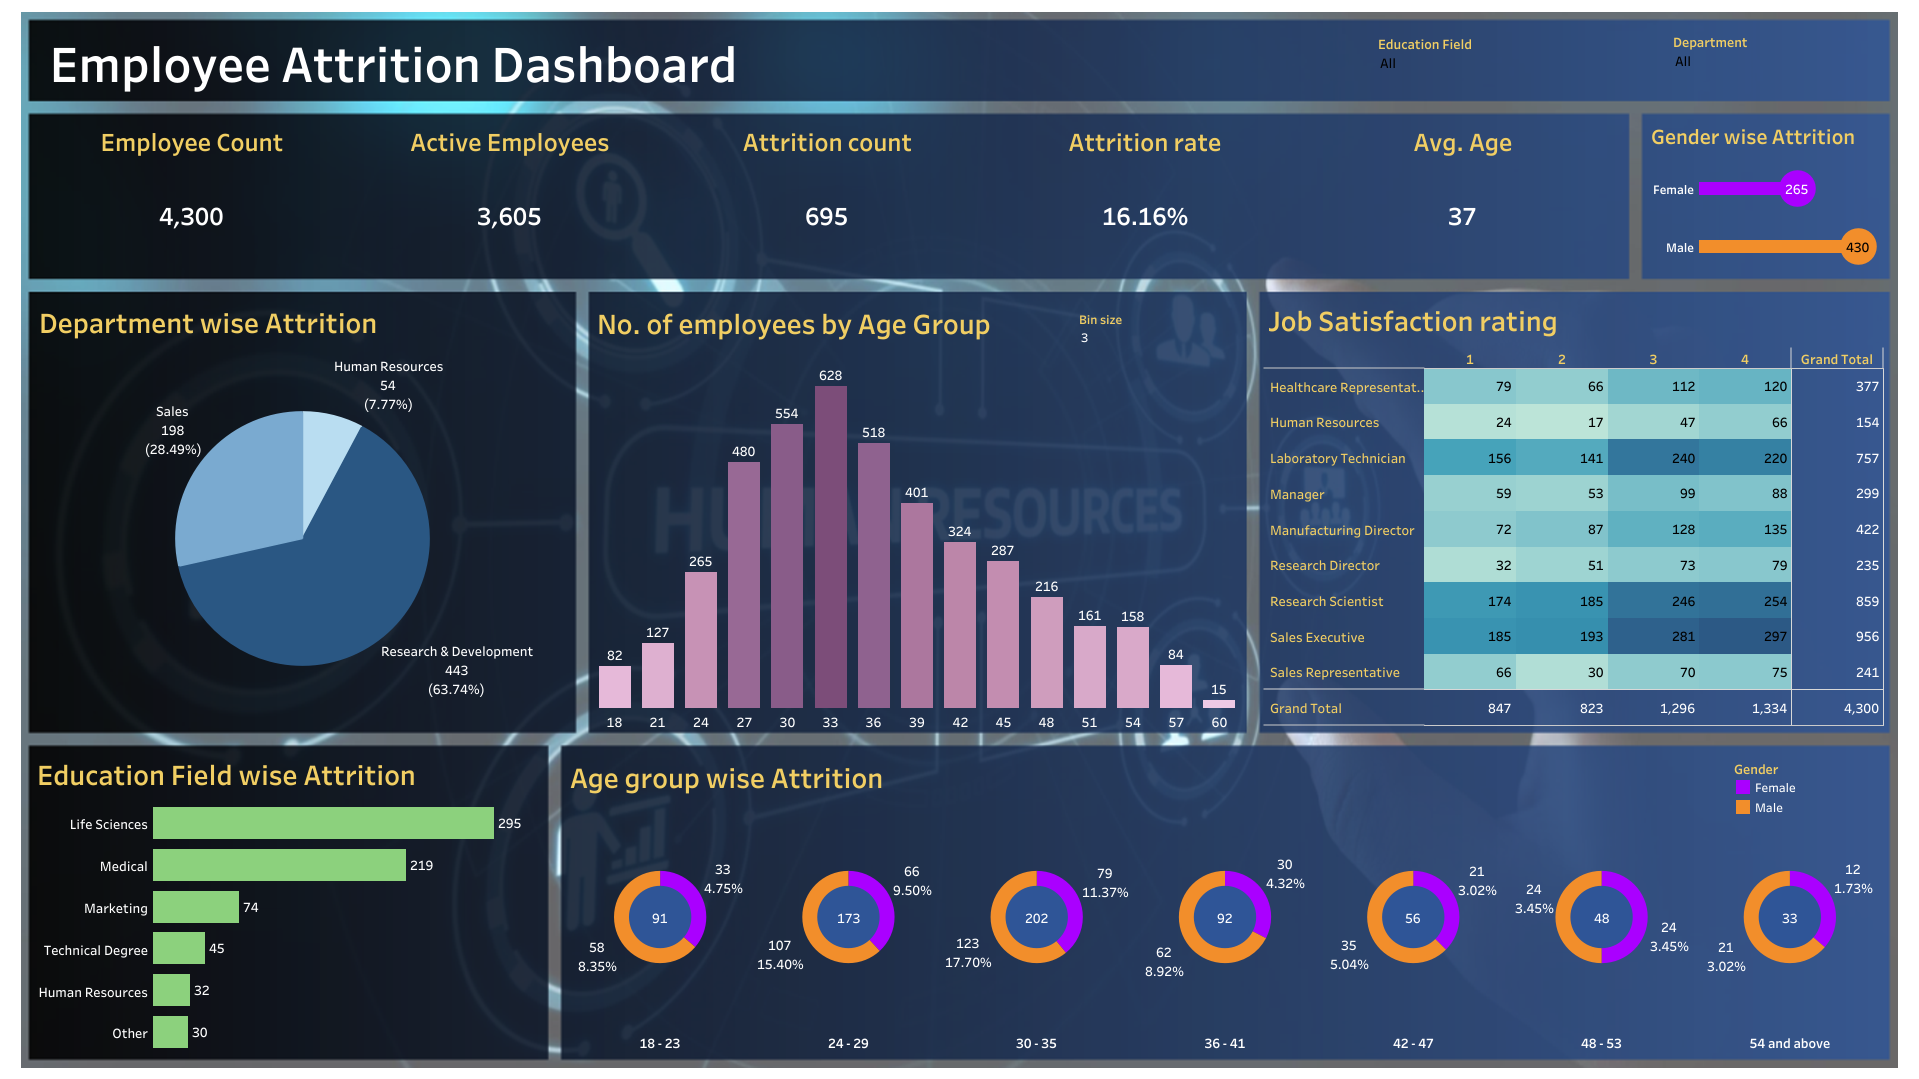 Employee Attrition Dashboard
Education Field
All
Department
All
Employee Count
4,300
Active Employees
3,605
Attrition count
695
Attrition rate
16.16%
Avg. Age
37
Gender wise Attrition
Female 265
Male 430
Department wise Attrition
Human Resources
54
(7.77%)
Sales
198
(28.49%)
Research & Development
443
(63.74%)
No. of employees by Age Group
Bin size
3
82 127 265 480 554 628 518 401 324 287 216 161 158 84 15
18 21 24 27 30 33 36 39 42 45 48 51 54 57 60
HUMAN RESOURCES
Job Satisfaction rating
1 2 3 4 Grand Total
Healthcare Representat.. 79 66 112 120 377
Human Resources 24 17 47 66 154
Laboratory Technician 156 141 240 220 757
Manager 59 53 99 88 299
Manufacturing Director 72 87 128 135 422
Research Director 32 51 73 79 235
Research Scientist 174 185 246 254 859
Sales Executive 185 193 281 297 956
Sales Representative 66 30 70 75 241
Grand Total 847 823 1,296 1,334 4,300
Education Field wise Attrition
Life Sciences 295
Medical 219
Marketing 74
Technical Degree 45
Human Resources 32
Other 30
Age group wise Attrition
Gender
Female
Male
33
4.75%
91
58
8.35%
18 - 23
66
9.50%
173
107
15.40%
24 - 29
79
11.37%
202
123
17.70%
30 - 35
30
4.32%
92
62
8.92%
36 - 41
21
3.02%
56
35
5.04%
42 - 47
24
3.45%
48
24
3.45%
48 - 53
12
1.73%
33
21
3.02%
54 and above